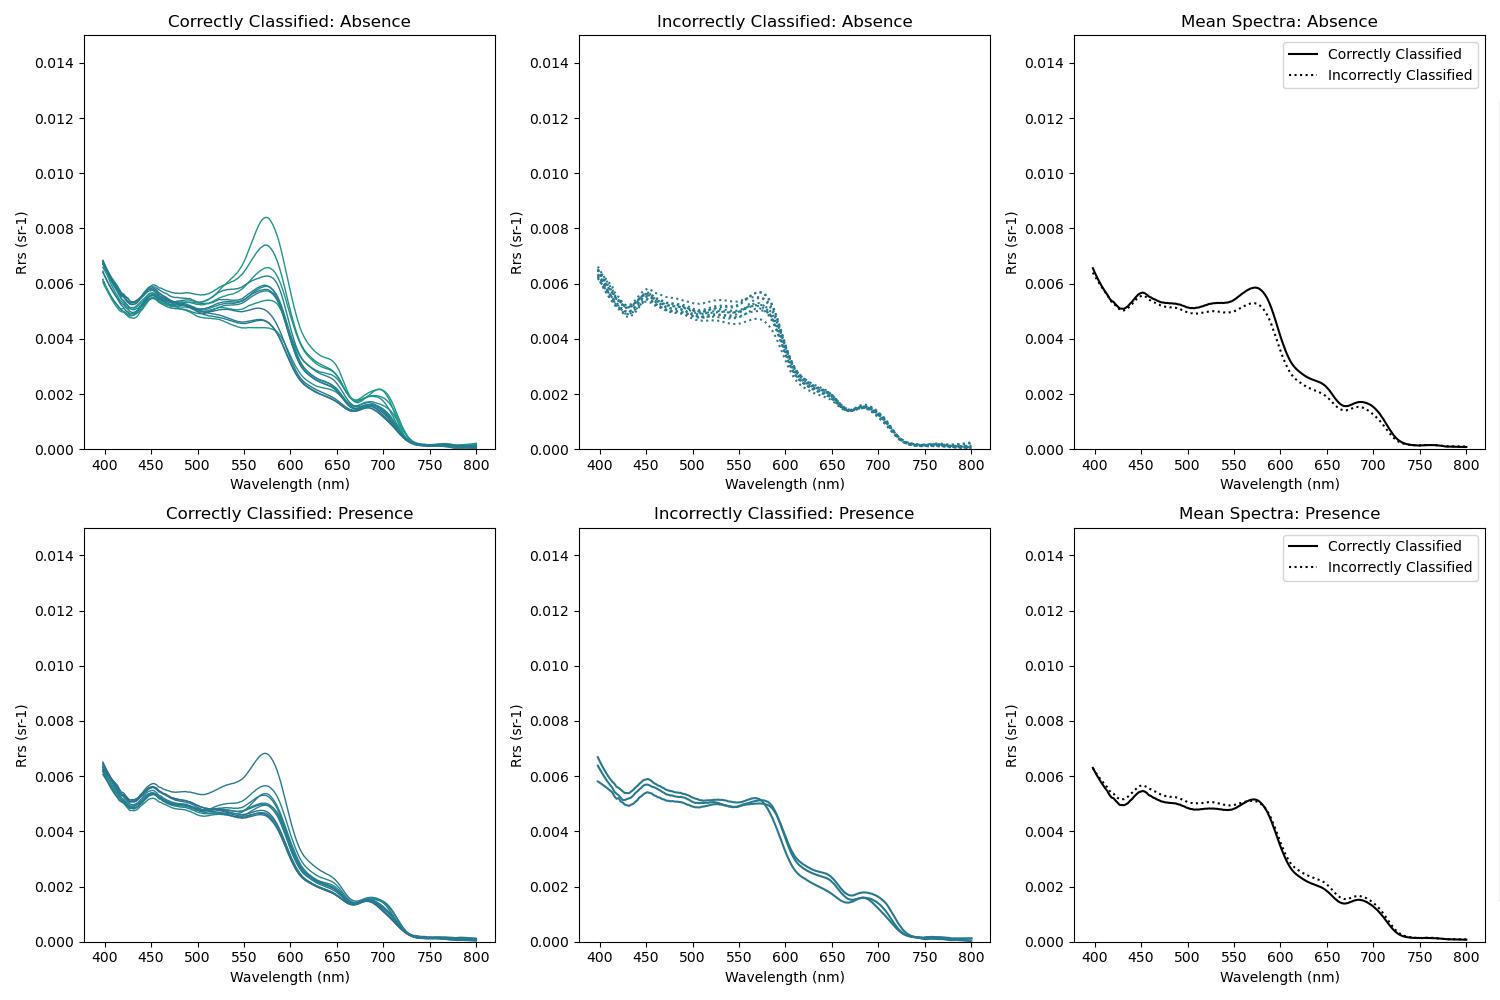 Correctly Classified: Absence
Incorrectly Classified: Absence
Mean Spectra: Absence
0.014
0.012
0.010
0.008
0.006
0.004
0.002
0.000
Rrs (sr-1)
400 450 500 550 600 650 700 750 800
Wavelength (nm)
0.014
0.012
0.010
0.008
0.006
0.004
0.002
0.000
Rrs (sr-1)
400 450 500 550 600 650 700 750 800
Wavelength (nm)
0.014
0.012
0.010
0.008
0.006
0.004
0.002
0.000
Rrs (sr-1)
Correctly Classified
Incorrectly Classified
400 450 500 550 600 650 700 750 800
Wavelength (nm)
Correctly Classified: Presence
Incorrectly Classified: Presence
Mean Spectra: Presence
0.014
0.012
0.010
0.008
0.006
0.004
0.002
0.000
Rrs (sr-1)
400 450 500 550 600 650 700 750 800
Wavelength (nm)
0.014
0.012
0.010
0.008
0.006
0.004
0.002
0.000
Rrs (sr-1)
400 450 500 550 600 650 700 750 800
Wavelength (nm)
0.014
0.012
0.010
0.008
0.006
0.004
0.002
0.000
Rrs (sr-1)
Correctly Classified
Incorrectly Classified
400 450 500 550 600 650 700 750 800
Wavelength (nm)